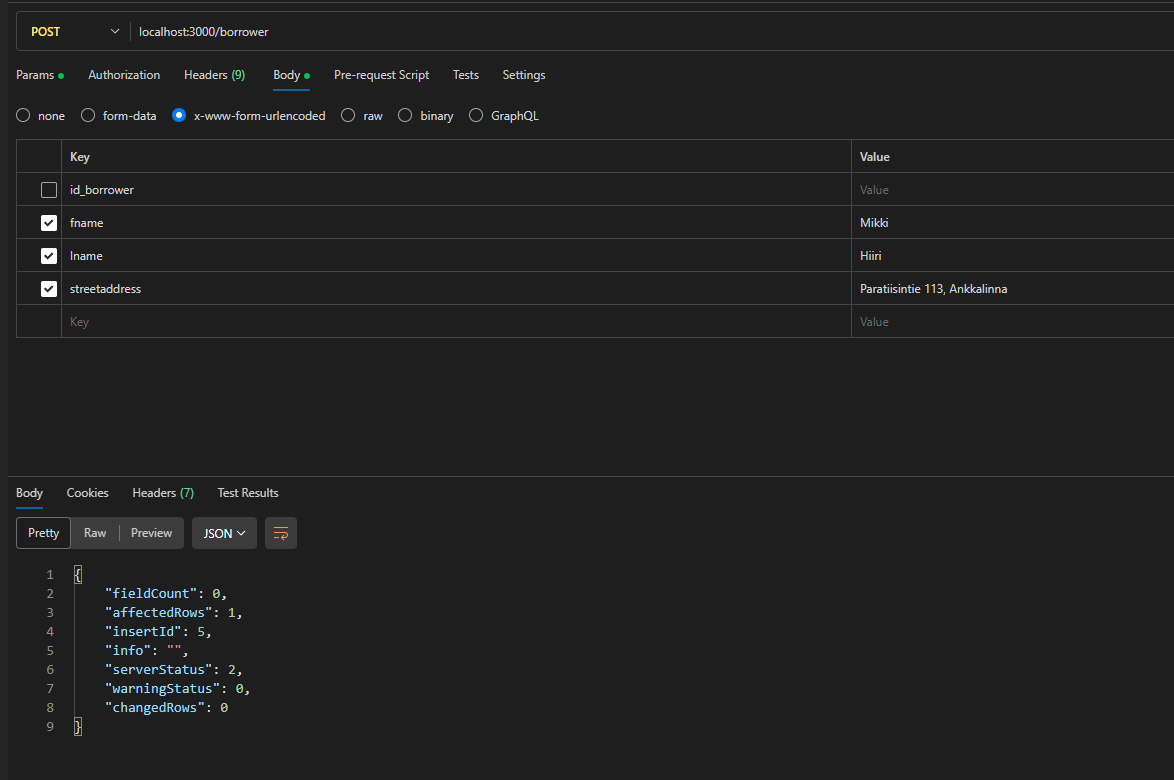 POST localhost:3000/borrower
Params Authorization Headers (9) Body Pre-request Script Tests Settings
none form-data x-www-form-urlencoded raw binary GraphQL
Key Value
id_borrower Value
fname Mikki
lname Hiiri
streetaddress Paratiisintie 113, Ankkalinna
Key Value
Body Cookies Headers (7) Test Results
Pretty Raw Preview JSON
1 {
2 "fieldCount": 0,
3 "affectedRows": 1,
4 "insertId": 5,
5 "info": "",
6 "serverStatus": 2,
7 "warningStatus": 0,
8 "changedRows": 0
9 }